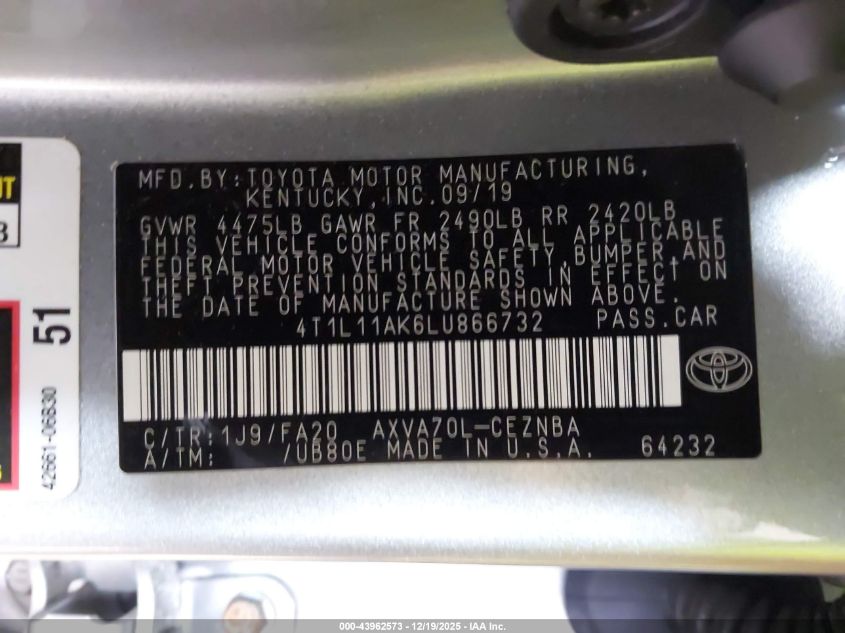 MFD.BY:TOYOTA MOTOR MANUFACTURING,
KENTUCKY,INC.09/19
GVWR 4475LB GAWR FR 2490LB RR 2420LB
THIS VEHICLE CONFORMS TO ALL APPLICABLE
FEDERAL MOTOR VEHICLE SAFETY,BUMPER,AND
THEFT PREVENTION STANDARDS IN EFFECT ON
THE DATE OF MANUFACTURE SHOWN ABOVE.
4T1L11AK6LU866732 PASS.CAR
C/TR:1J9/FA20 AXVA70L-CEZNBA
A/TM: /UB80E MADE IN U.S.A. 64232
51
42661-06B30
000-43962573 - 12/19/2025 - IAA Inc.